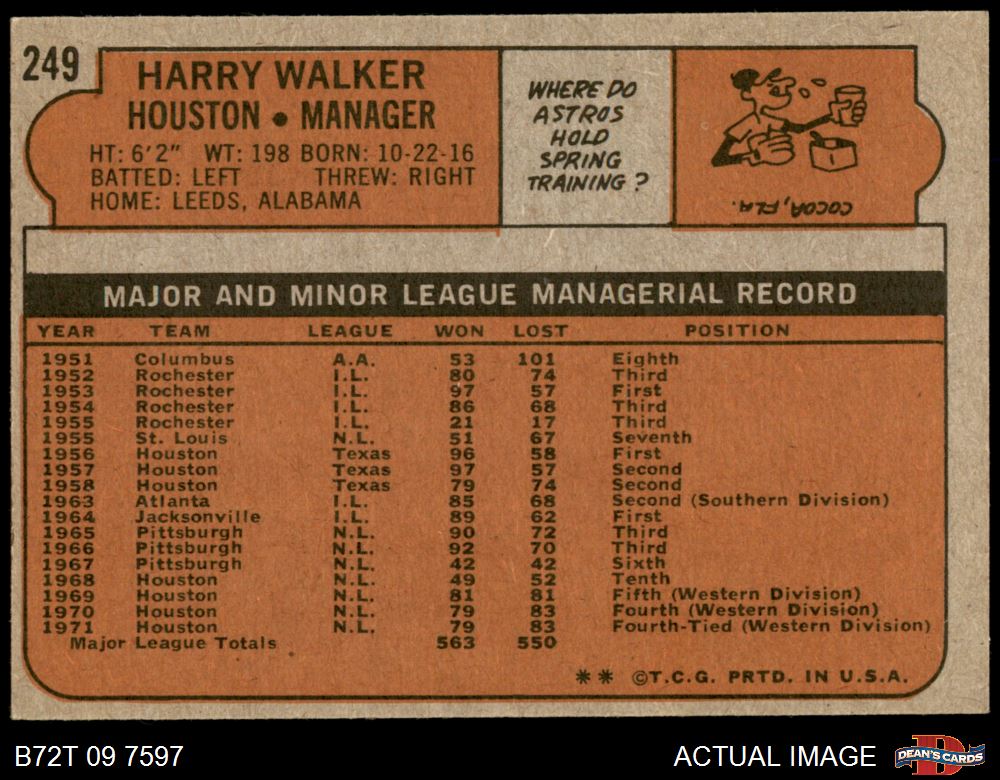 249
HARRY WALKER
HOUSTON • MANAGER
HT: 6'2" WT: 198 BORN: 10-22-16
BATTED: LEFT THREW: RIGHT
HOME: LEEDS, ALABAMA
WHERE DO
ASTROS
HOLD
SPRING
TRAINING?
COCOA, FLA.
MAJOR AND MINOR LEAGUE MANAGERIAL RECORD
YEAR TEAM LEAGUE WON LOST POSITION
1951 Columbus A.A. 53 101 Eighth
1952 Rochester I.L. 80 74 Third
1953 Rochester I.L. 97 57 First
1954 Rochester I.L. 86 68 Third
1955 Rochester I.L. 21 17 Third
1955 St. Louis N.L. 51 67 Seventh
1956 Houston Texas 96 58 First
1957 Houston Texas 97 57 Second
1958 Houston Texas 79 74 Second
1963 Atlanta I.L. 85 68 Second (Southern Division)
1964 Jacksonville I.L. 89 62 First
1965 Pittsburgh N.L. 90 72 Third
1966 Pittsburgh N.L. 92 70 Third
1967 Pittsburgh N.L. 42 42 Sixth
1968 Houston N.L. 49 52 Tenth
1969 Houston N.L. 81 81 Fifth (Western Division)
1970 Houston N.L. 79 83 Fourth (Western Division)
1971 Houston N.L. 79 83 Fourth-Tied (Western Division)
Major League Totals 563 550
** ©T.C.G. PRTD. IN U.S.A.
B72T 09 7597
ACTUAL IMAGE
D
DEAN'S CARDS